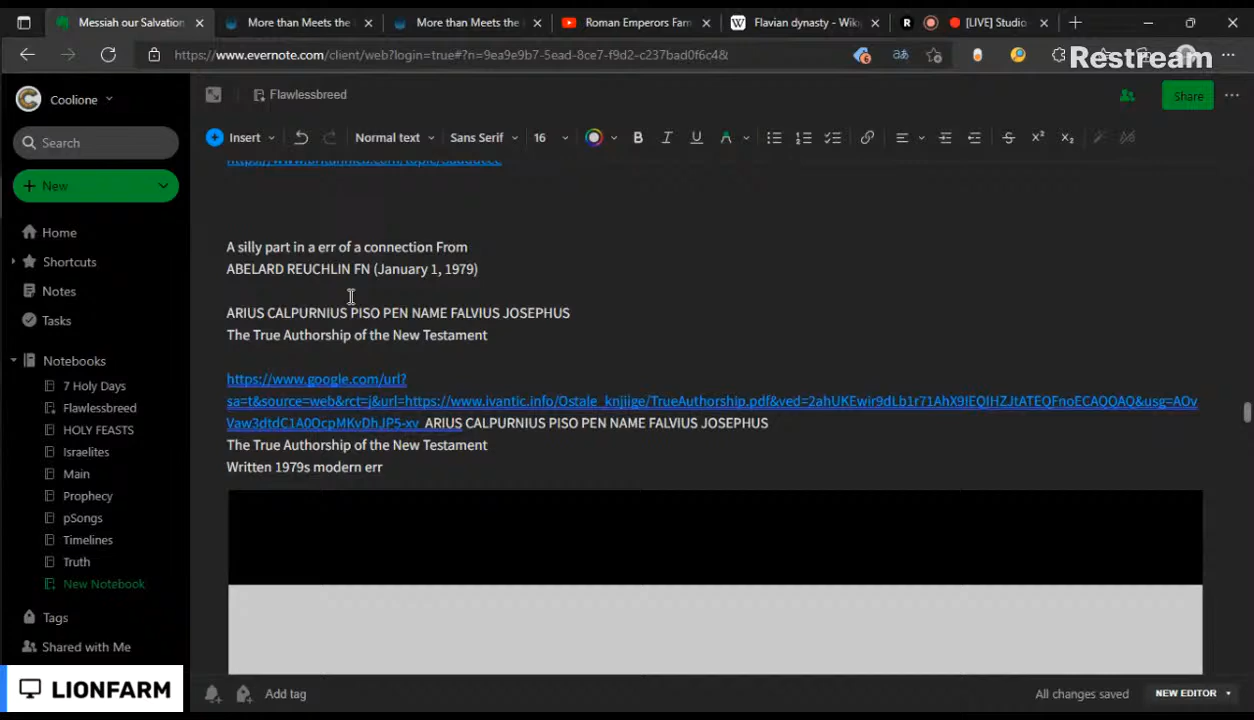 Messiah our Salvation
More than Meets the
More than Meets the
Roman Emperors Fam
Flavian dynasty - Wiki
R
[LIVE] Studio
https://www.evernote.com/client/web?login=true#?n=9ea9e9b7-5ead-8ce7-f9d2-c237bad0f6c4&
6
Restream
Coolione
Flawlessbreed
Share
Search
Insert
Normal text
Sans Serif
16
New
https://www.britannica.com/topic/Sadducee
Home
Shortcuts
Notes
Tasks
Notebooks
7 Holy Days
Flawlessbreed
HOLY FEASTS
Israelites
Main
Prophecy
pSongs
Timelines
Truth
New Notebook
Tags
Shared with Me
LIONFARM
A silly part in a err of a connection From
ABELARD REUCHLIN FN (January 1, 1979)
ARIUS CALPURNIUS PISO PEN NAME FALVIUS JOSEPHUS
The True Authorship of the New Testament
https://www.google.com/url?
sa=t&source=web&rct=j&url=https://www.ivantic.info/Ostale_knjiige/TrueAuthorship.pdf&ved=2ahUKEwir9dLb1r71AhX9IEQIHZJtATEQFnoECAQQAQ&usg=AOv
Vaw3dtdC1A0OcpMKvDhJP5-xv ARIUS CALPURNIUS PISO PEN NAME FALVIUS JOSEPHUS
The True Authorship of the New Testament
Written 1979s modern err
Add tag
All changes saved
NEW EDITOR